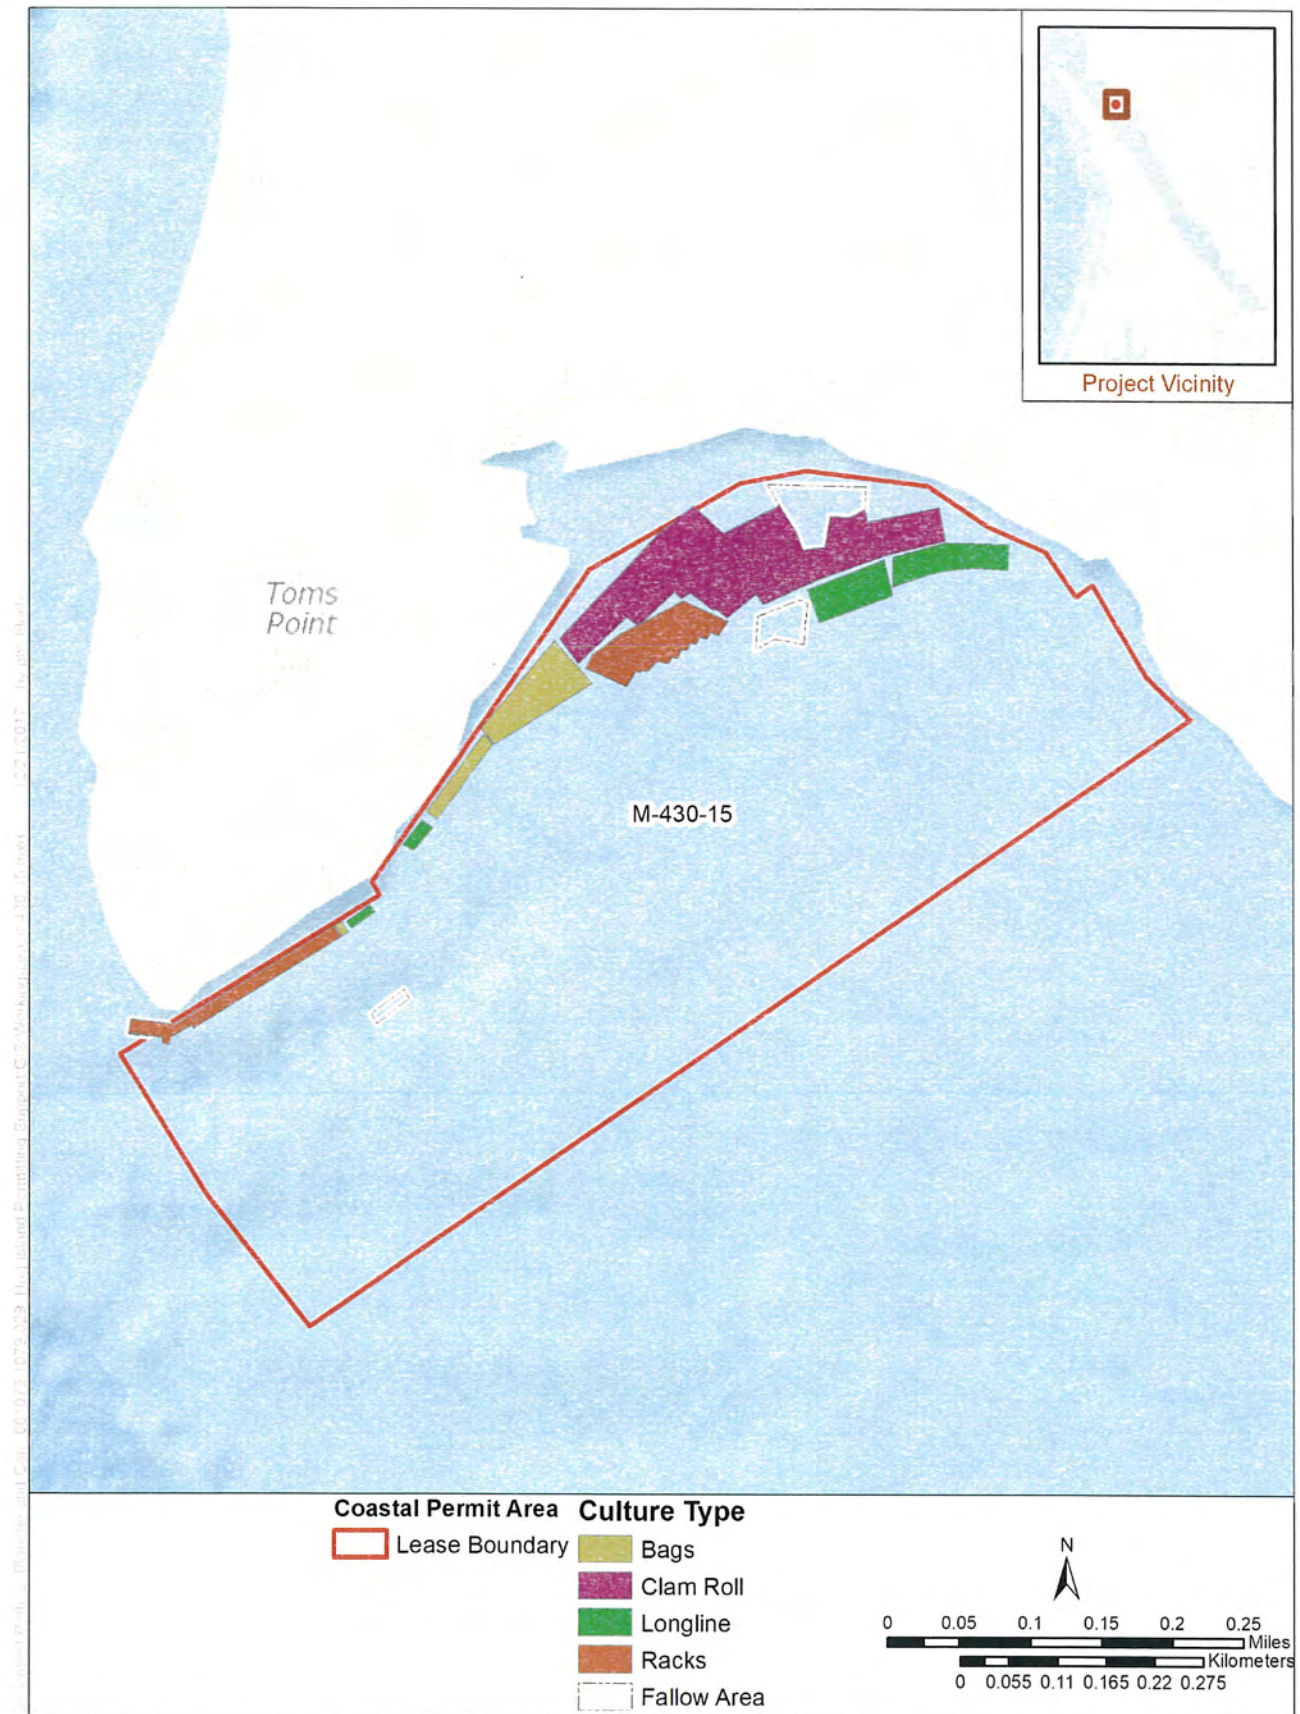 Project Vicinity
Toms
Point
M-430-15
Coastal Permit Area
Lease Boundary
Culture Type
Bags
Clam Roll
Longline
Racks
Fallow Area
N
0 0.05 0.1 0.15 0.2 0.25
Miles
Kilometers
0 0.055 0.11 0.165 0.22 0.275